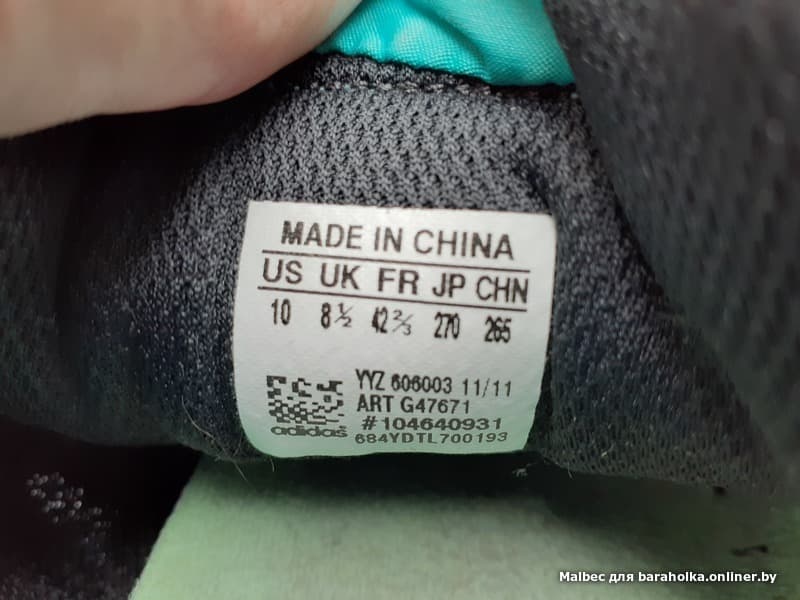 MADE IN CHINA
US UK FR JP CHN
10 8½ 42⅔ 270 265
YYZ 606003 11/11
ART G47671
#104640931
adidas 684YDTL700193
Malbec для baraholka.onliner.by